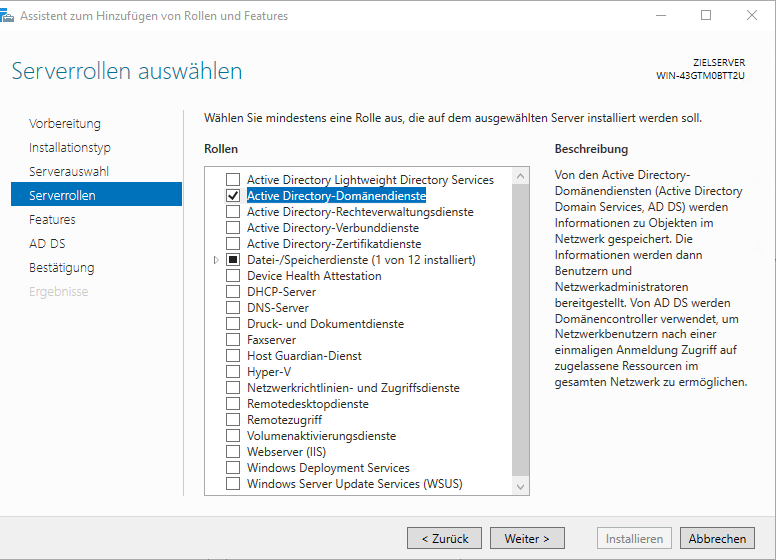 Assistent zum Hinzufügen von Rollen und Features
Serverrollen auswählen
ZIELSERVER
WIN-43GTM0BTT2U
Vorbereitung
Installationstyp
Serverauswahl
Serverrollen
Features
AD DS
Bestätigung
Ergebnisse
Wählen Sie mindestens eine Rolle aus, die auf dem ausgewählten Server installiert werden soll.
Rollen
Active Directory Lightweight Directory Services
Active Directory-Domänendienste
Active Directory-Rechteverwaltungsdienste
Active Directory-Verbunddienste
Active Directory-Zertifikatdienste
Datei-/Speicherdienste (1 von 12 installiert)
Device Health Attestation
DHCP-Server
DNS-Server
Druck- und Dokumentdienste
Faxserver
Host Guardian-Dienst
Hyper-V
Netzwerkrichtlinien- und Zugriffsdienste
Remotedesktopdienste
Remotezugriff
Volumenaktivierungsdienste
Webserver (IIS)
Windows Deployment Services
Windows Server Update Services (WSUS)
Beschreibung
Von den Active Directory-
Domänendiensten (Active Directory
Domain Services, AD DS) werden
Informationen zu Objekten im
Netzwerk gespeichert. Die
Informationen werden dann
Benutzern und
Netzwerkadministratoren
bereitgestellt. Von AD DS werden
Domänencontroller verwendet, um
Netzwerkbenutzern nach einer
einmaligen Anmeldung Zugriff auf
zugelassene Ressourcen im
gesamten Netzwerk zu ermöglichen.
< Zurück
Weiter >
Installieren
Abbrechen